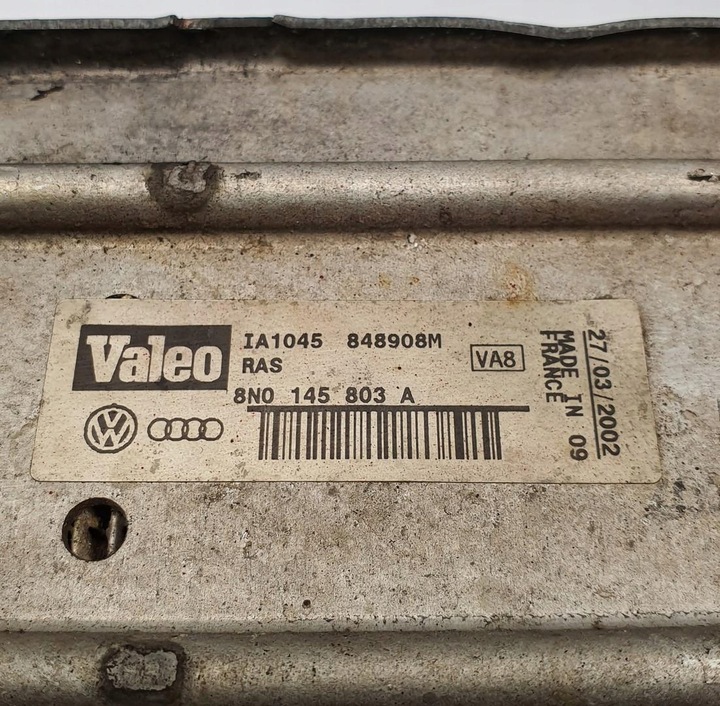 Valeo
IA1045 848908M
RAS
VA8
8N0 145 803 A
MADE IN 09
FRANCE
27/03/2002